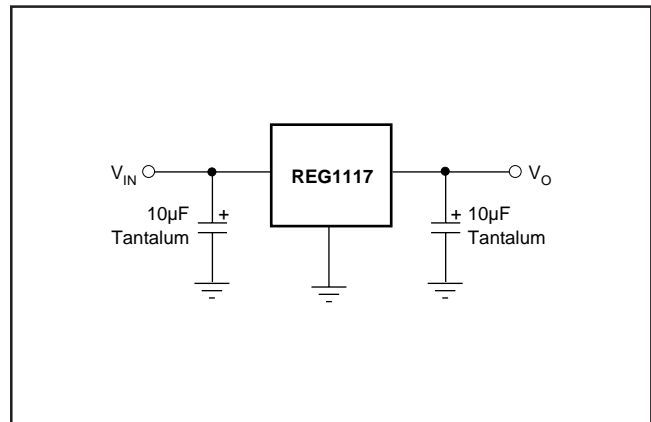 V_IN REG1117 V_O
10µF + + 10µF
Tantalum Tantalum